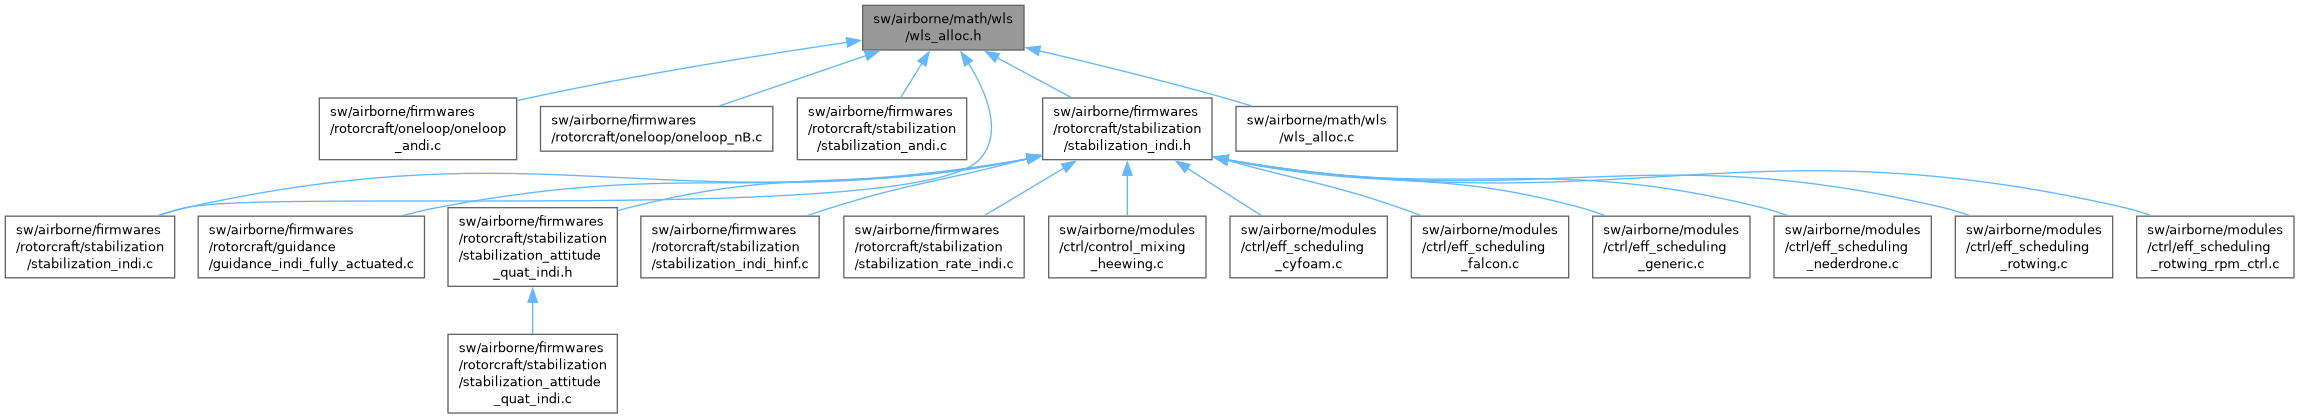 sw/airborne/math/wls
/wls_alloc.h
sw/airborne/firmwares
/rotorcraft/oneloop/oneloop
_andi.c
sw/airborne/firmwares
/rotorcraft/oneloop/oneloop_nB.c
sw/airborne/firmwares
/rotorcraft/stabilization
/stabilization_andi.c
sw/airborne/firmwares
/rotorcraft/stabilization
/stabilization_indi.h
sw/airborne/math/wls
/wls_alloc.c
sw/airborne/firmwares
/rotorcraft/stabilization
/stabilization_indi.c
sw/airborne/firmwares
/rotorcraft/guidance
/guidance_indi_fully_actuated.c
sw/airborne/firmwares
/rotorcraft/stabilization
/stabilization_attitude
_quat_indi.h
sw/airborne/firmwares
/rotorcraft/stabilization
/stabilization_indi_hinf.c
sw/airborne/firmwares
/rotorcraft/stabilization
/stabilization_rate_indi.c
sw/airborne/modules
/ctrl/control_mixing
_heewing.c
sw/airborne/modules
/ctrl/eff_scheduling
_cyfoam.c
sw/airborne/modules
/ctrl/eff_scheduling
_falcon.c
sw/airborne/modules
/ctrl/eff_scheduling
_generic.c
sw/airborne/modules
/ctrl/eff_scheduling
_nederdrone.c
sw/airborne/modules
/ctrl/eff_scheduling
_rotwing.c
sw/airborne/modules
/ctrl/eff_scheduling
_rotwing_rpm_ctrl.c
sw/airborne/firmwares
/rotorcraft/stabilization
/stabilization_attitude
_quat_indi.c